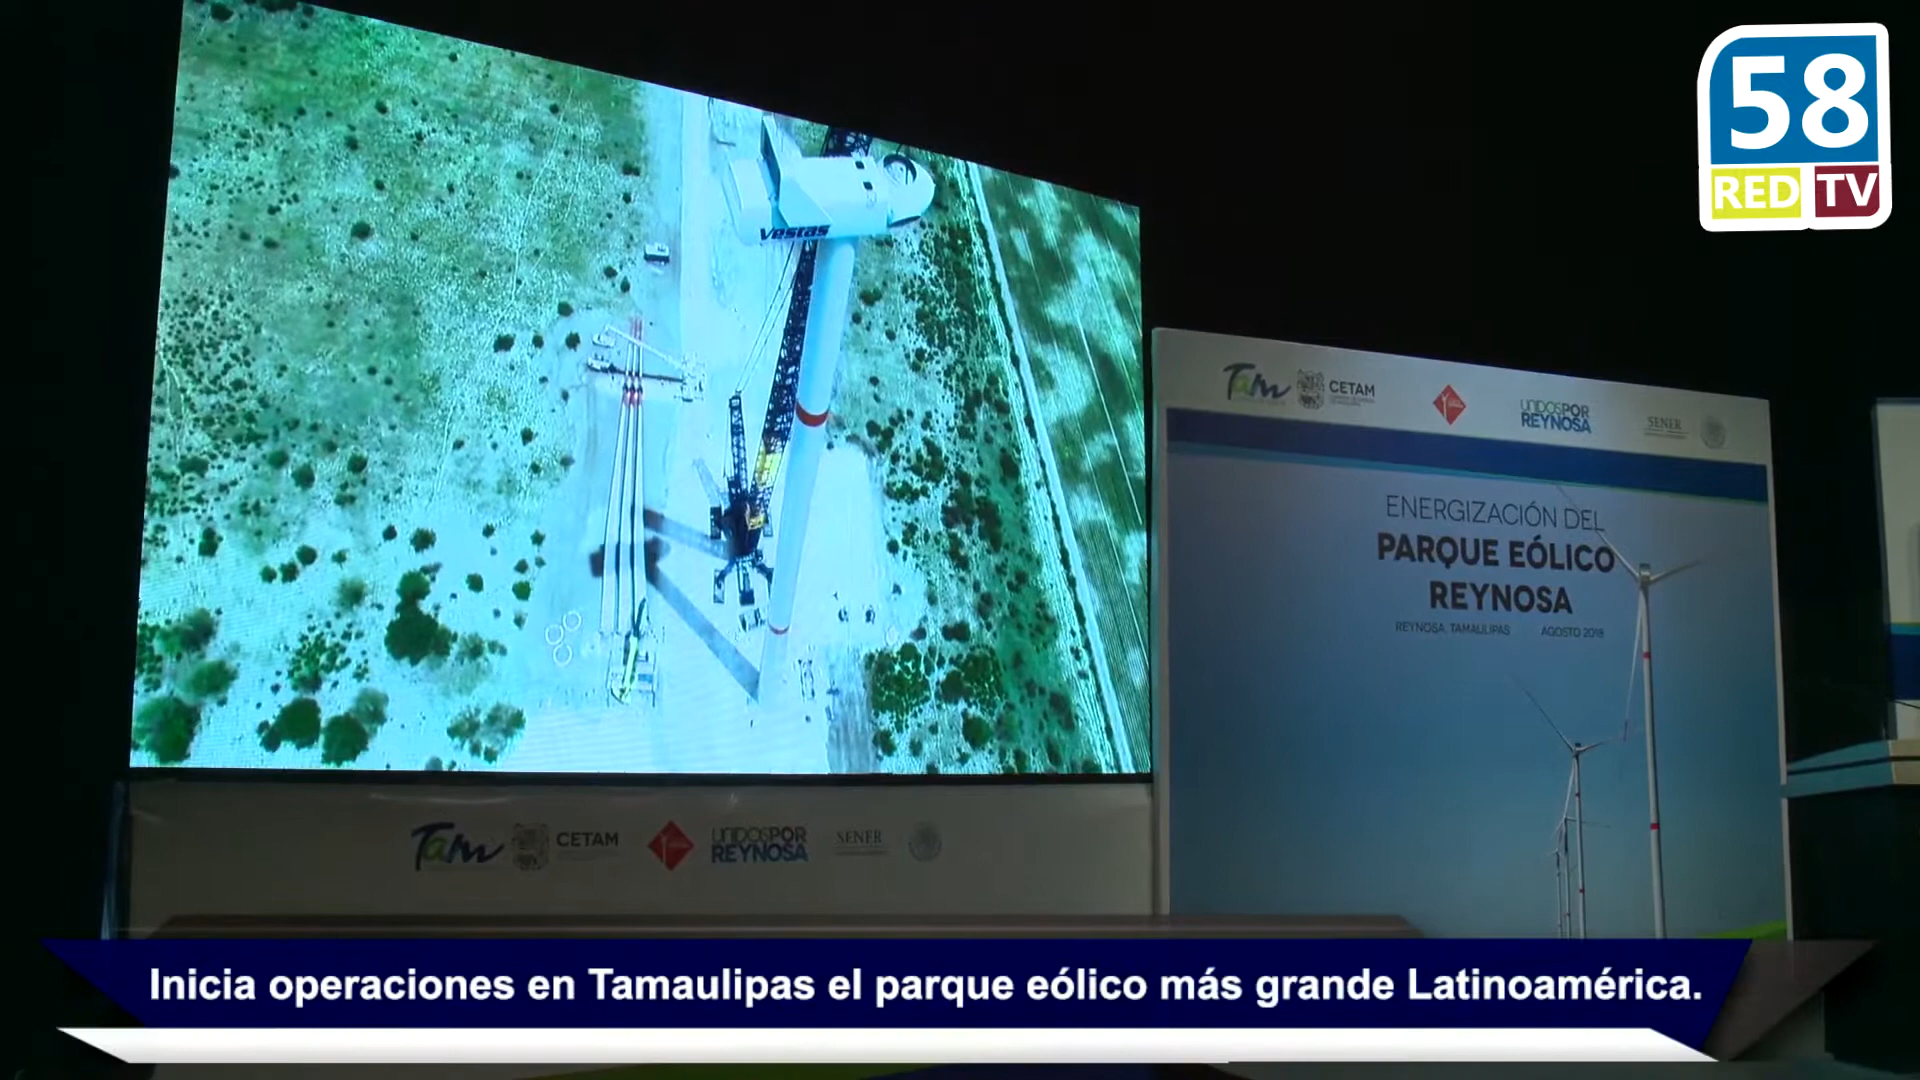 58
RED TV
Vestas
Tam
CETAM
UNIDOS POR
REYNOSA
SENER
ENERGIZACIÓN DEL
PARQUE EÓLICO
REYNOSA
REYNOSA, TAMAULIPAS AGOSTO 2018
Tam
CETAM
UNIDOS POR
REYNOSA
SENER
Inicia operaciones en Tamaulipas el parque eólico más grande Latinoamérica.